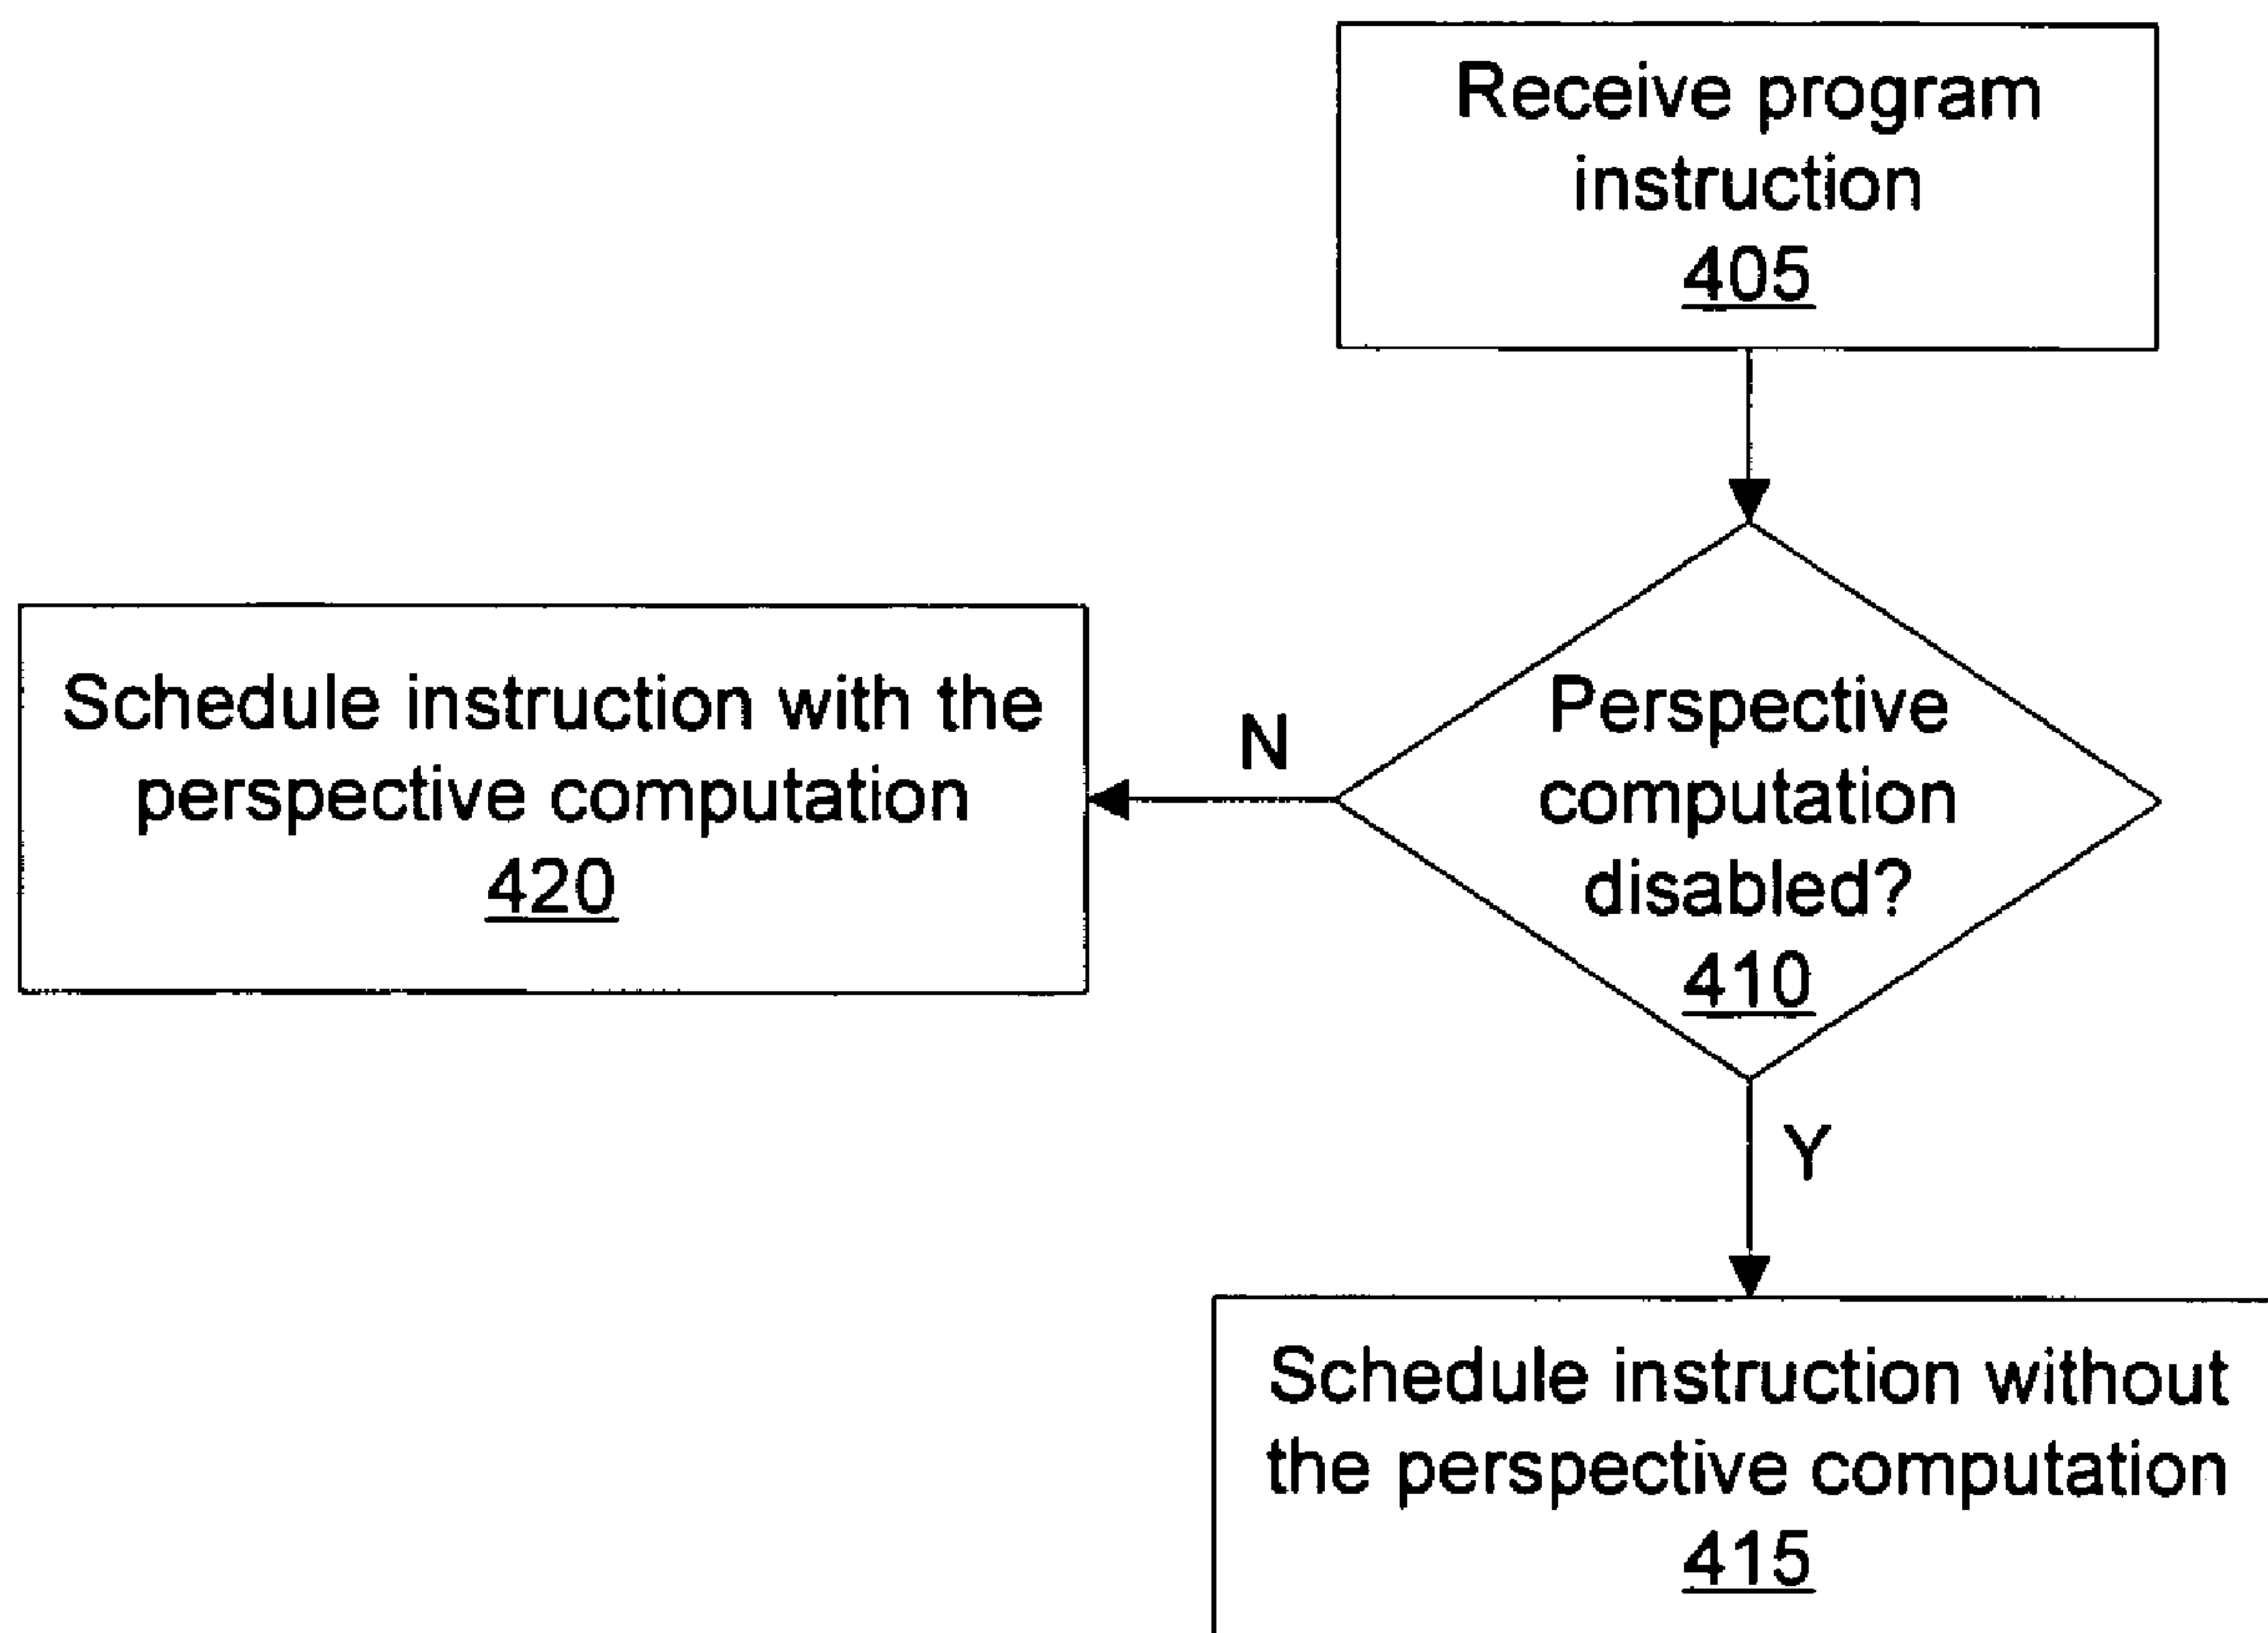 Receive program
instruction
405
Perspective
computation
disabled?
410
N
Schedule instruction with the
perspective computation
420
Y
Schedule instruction without
the perspective computation
415